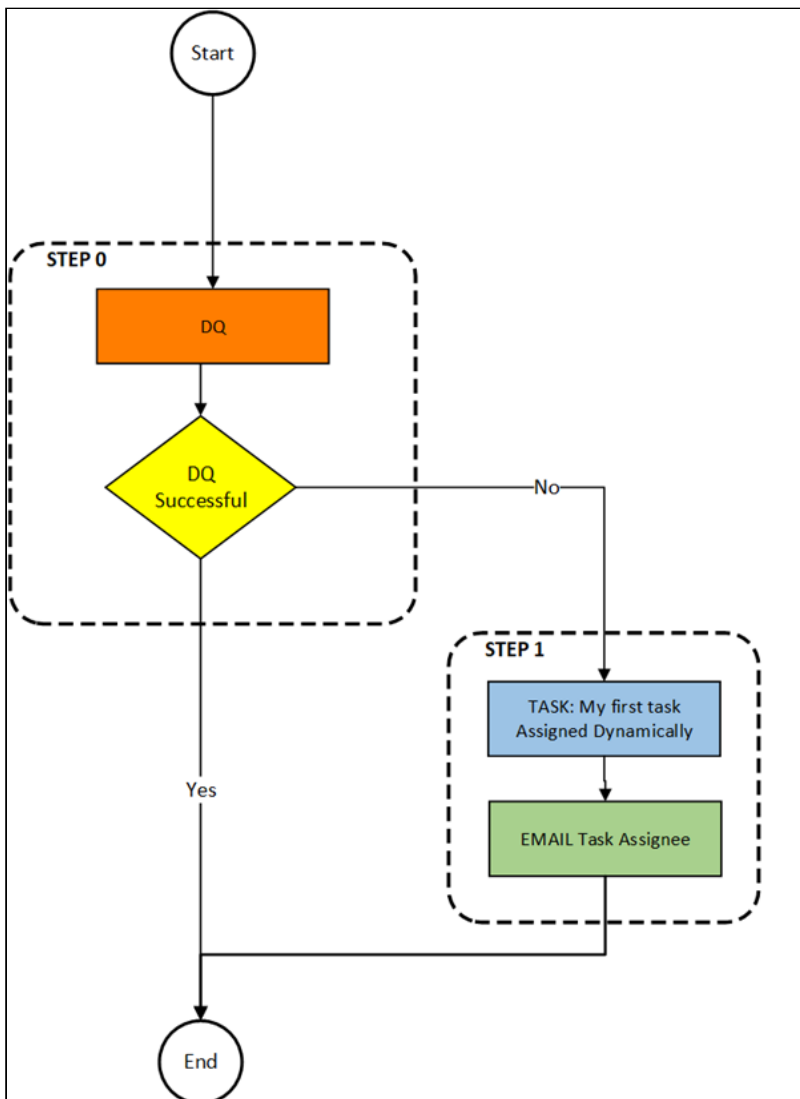 Start
STEP 0
DQ
DQ
Successful
No
STEP 1
TASK: My first task
Assigned Dynamically
Yes
EMAIL Task Assignee
End